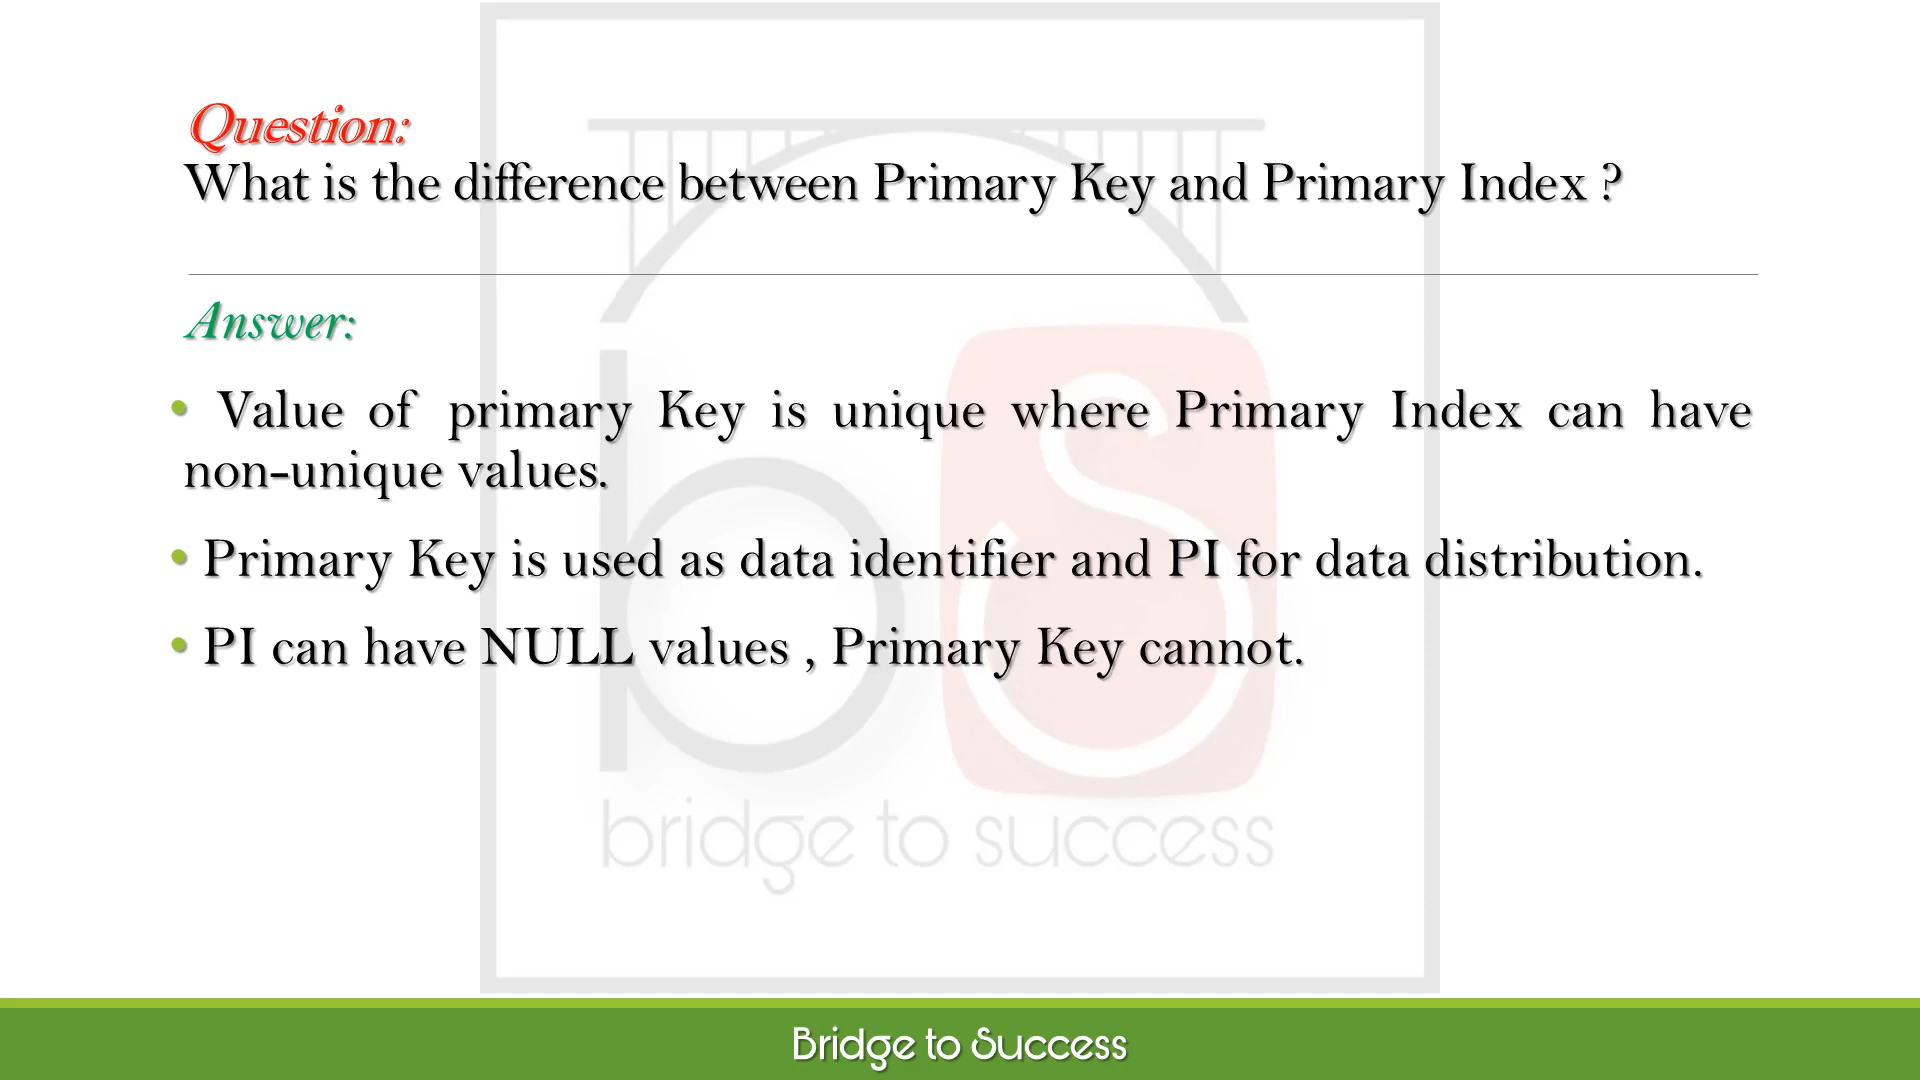 Question:
What is the difference between Primary Key and Primary Index ?
Answer:
• Value of primary Key is unique where Primary Index can have
non-unique values.
• Primary Key is used as data identifier and PI for data distribution.
• PI can have NULL values , Primary Key cannot.
bS
bridge to success
Bridge to Success